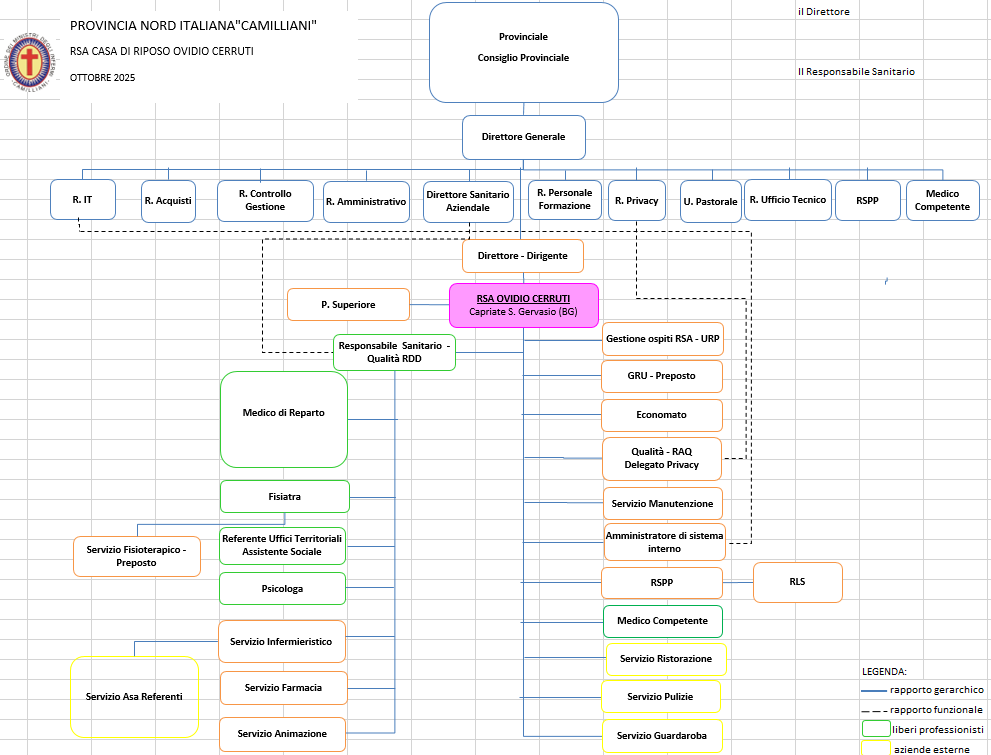 PROVINCIA NORD ITALIANA"CAMILLIANI"
RSA CASA DI RIPOSO OVIDIO CERRUTI
OTTOBRE 2025
il Direttore
Il Responsabile Sanitario
Provinciale
Consiglio Provinciale
Direttore Generale
R. IT
R. Acquisti
R. Controllo
Gestione
R. Amministrativo
Direttore Sanitario
Aziendale
R. Personale
Formazione
R. Privacy
U. Pastorale
R. Ufficio Tecnico
RSPP
Medico
Competente
Direttore - Dirigente
P. Superiore
RSA OVIDIO CERRUTI
Capriate S. Gervasio (BG)
Responsabile Sanitario -
Qualità RDD
Gestione ospiti RSA - URP
GRU - Preposto
Medico di Reparto
Economato
Qualità - RAQ
Delegato Privacy
Fisiatra
Servizio Manutenzione
Servizio Fisioterapico -
Preposto
Referente Uffici Territoriali
Assistente Sociale
Amministratore di sistema
interno
Psicologa
RSPP
RLS
Medico Competente
Servizio Infermieristico
Servizio Ristorazione
Servizio Asa Referenti
Servizio Farmacia
Servizio Pulizie
Servizio Animazione
Servizio Guardaroba
LEGENDA:
rapporto gerarchico
rapporto funzionale
liberi professionisti
aziende esterne